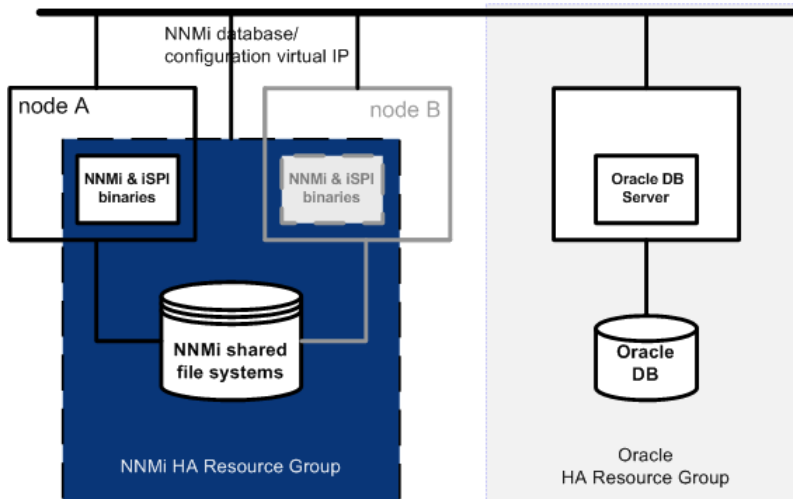 NNMi database/
configuration virtual IP
node A
node B
NNMi & iSPI
binaries
NNMi & iSPI
binaries
Oracle DB
Server
NNMi shared
file systems
Oracle
DB
NNMi HA Resource Group
Oracle
HA Resource Group